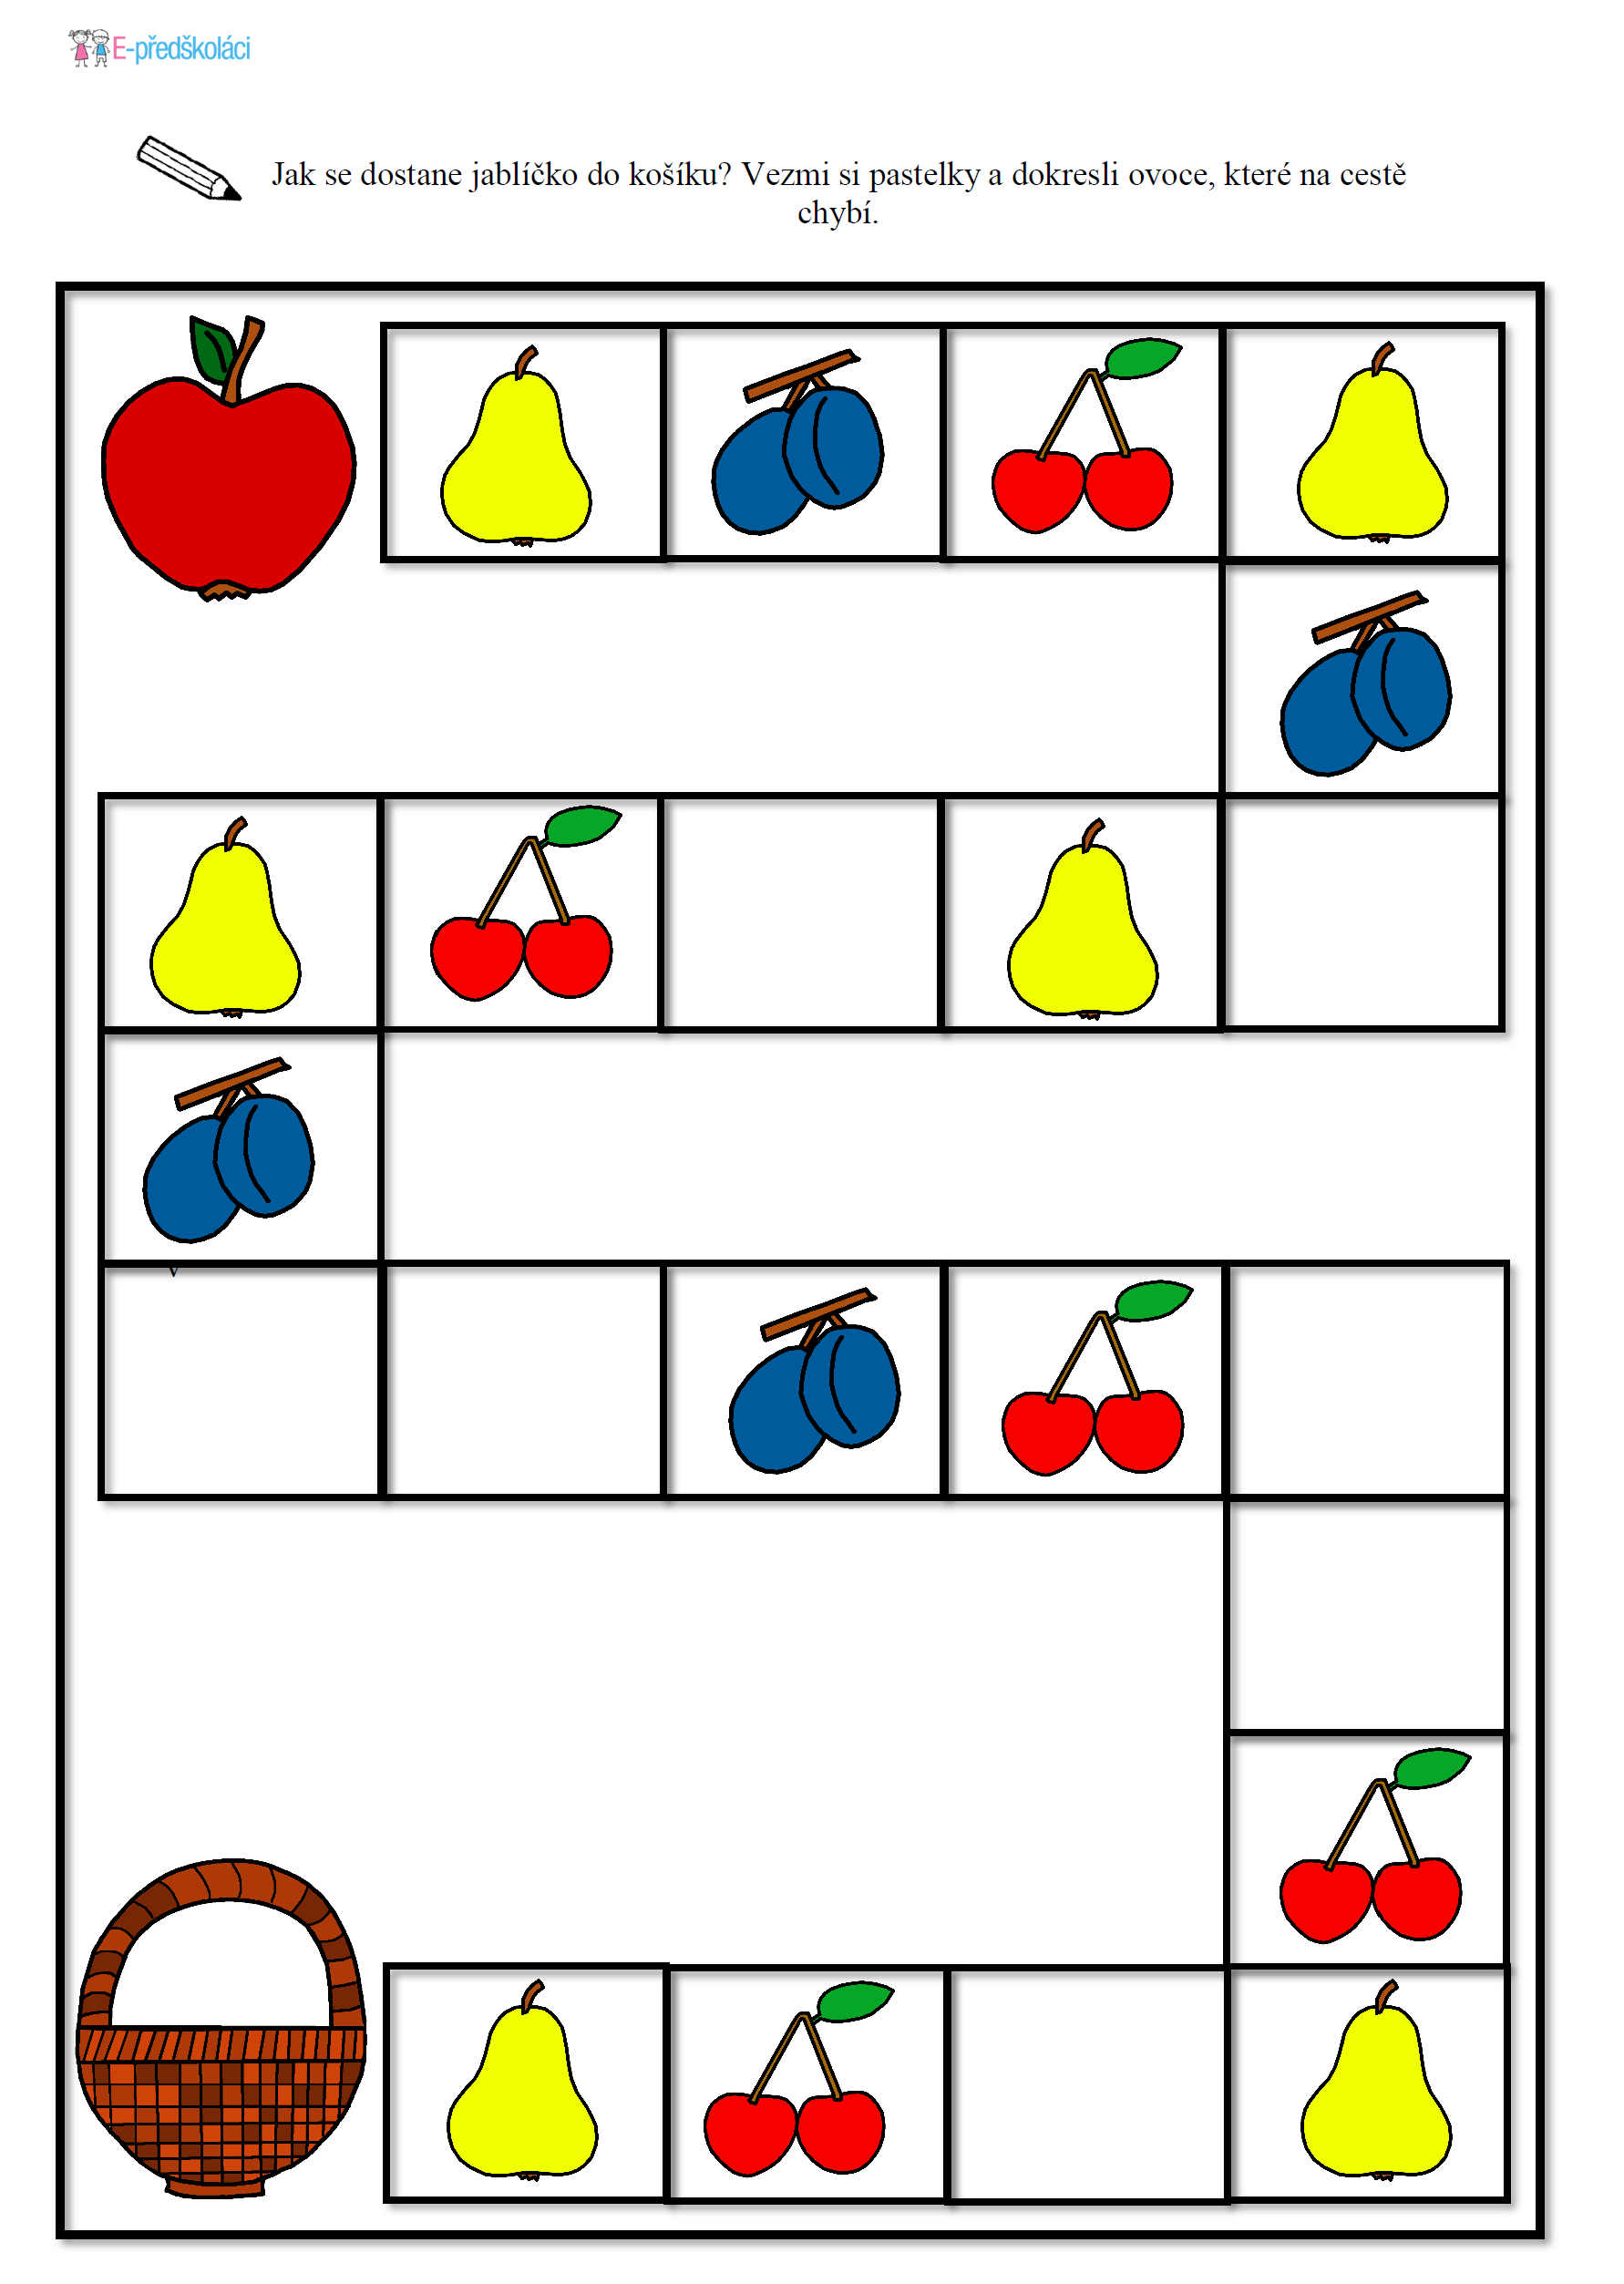 E-předškoláci
Jak se dostane jablíčko do košíku? Vezmi si pastelky a dokresli ovoce, které na cestě
chybí.